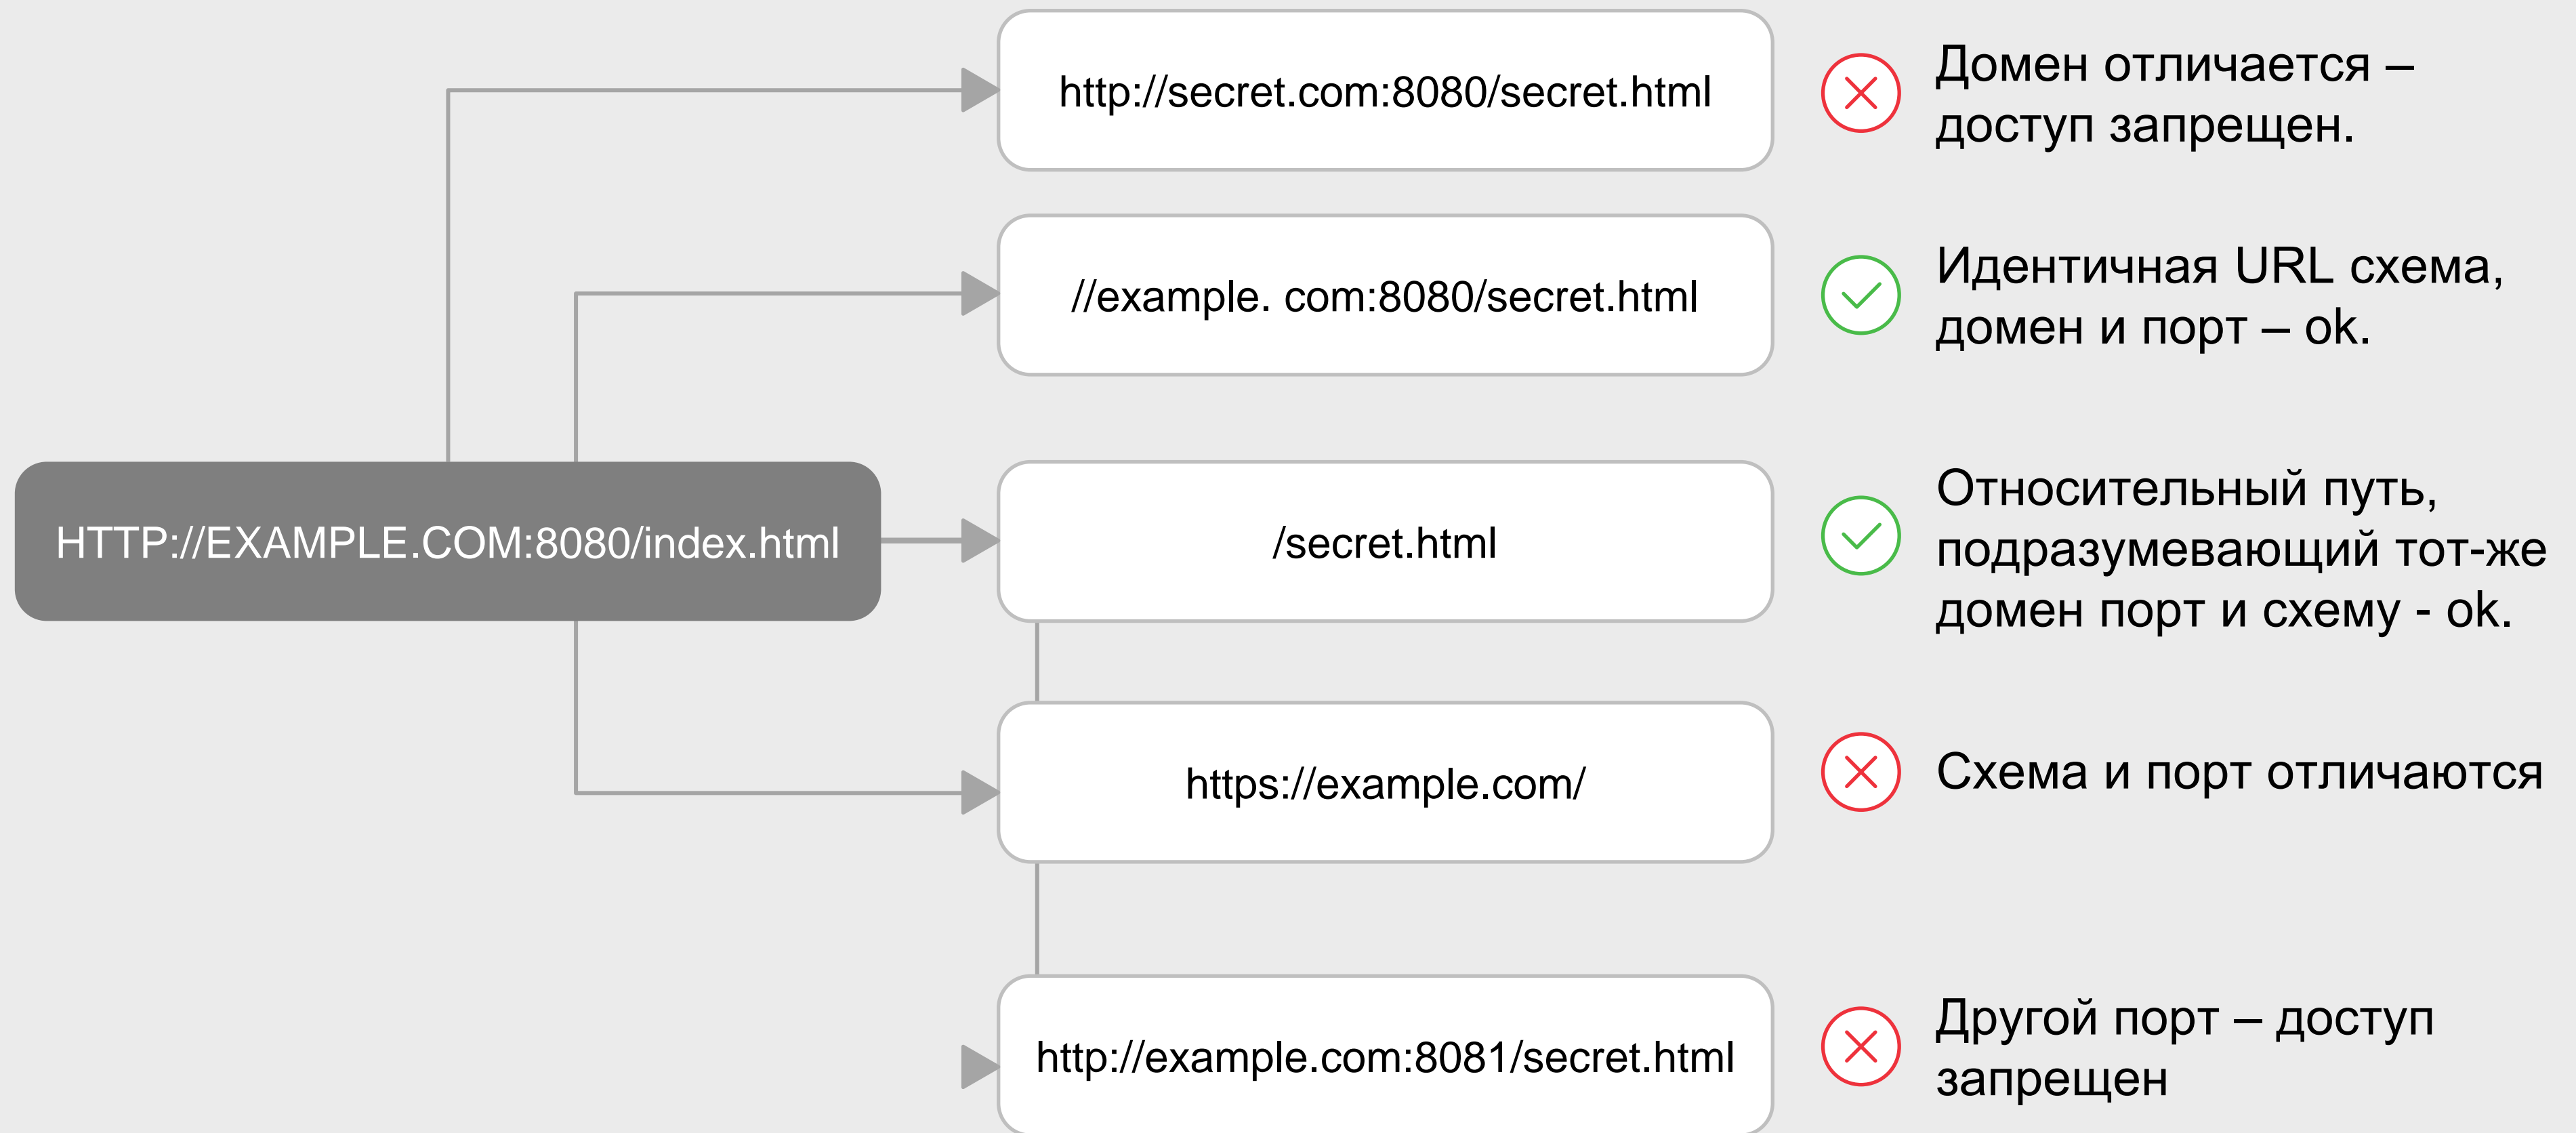 http://secret.com:8080/secret.html
Домен отличается –
доступ запрещен.
//example. com:8080/secret.html
Идентичная URL схема,
домен и порт – ok.
HTTP://EXAMPLE.COM:8080/index.html
/secret.html
Относительный путь,
подразумевающий тот-же
домен порт и схему - ok.
https://example.com/
Схема и порт отличаются
http://example.com:8081/secret.html
Другой порт – доступ
запрещен